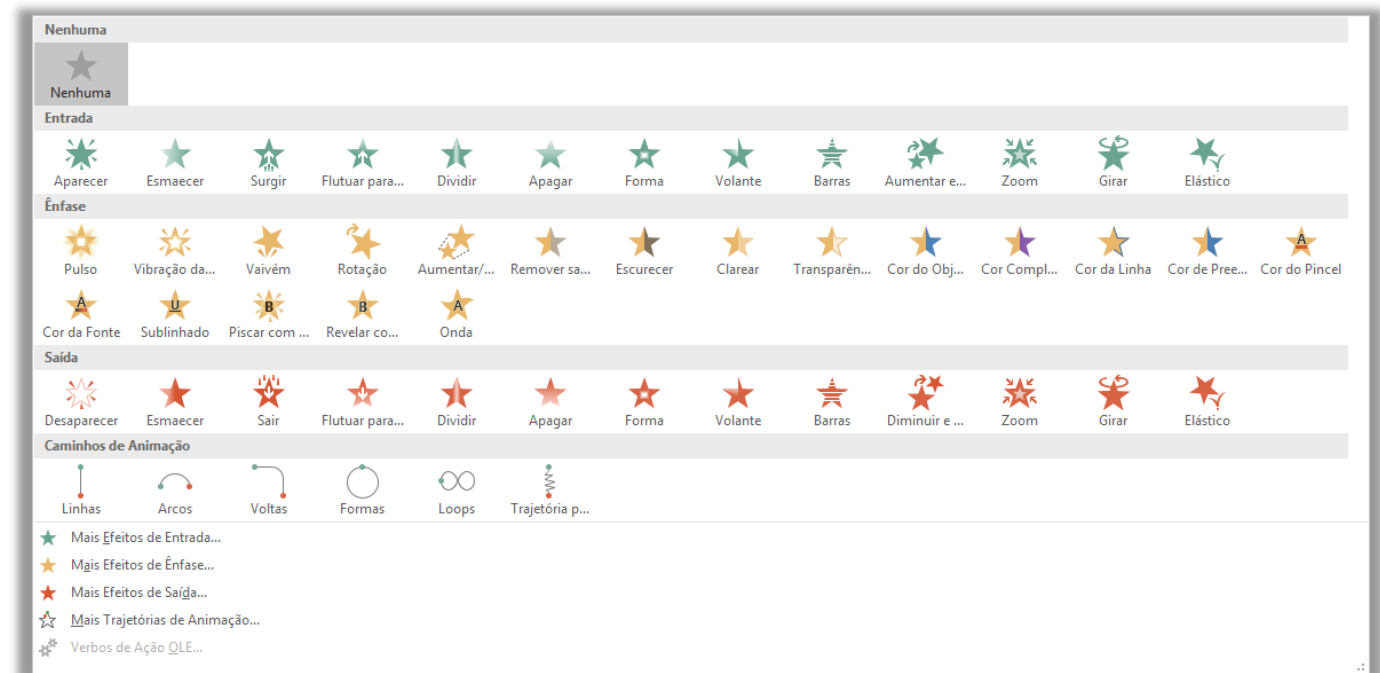 Nenhuma
Nenhuma
Entrada
Aparecer Esmaecer Surgir Flutuar para... Dividir Apagar Forma Volante Barras Aumentar e... Zoom Girar Elástico
Ênfase
Pulso Vibração da... Vaivém Rotação Aumentar/... Remover sa... Escurecer Clarear Transparên... Cor do Obj... Cor Compl... Cor da Linha Cor de Pree... Cor do Pincel
Cor da Fonte Sublinhado Piscar com ... Revelar co... Onda
Saída
Desaparecer Esmaecer Sair Flutuar para... Dividir Apagar Forma Volante Barras Diminuir e ... Zoom Girar Elástico
Caminhos de Animação
Linhas Arcos Voltas Formas Loops Trajetória p...
Mais Efeitos de Entrada...
Mais Efeitos de Ênfase...
Mais Efeitos de Saída...
Mais Trajetórias de Animação...
Verbos de Ação OLE...